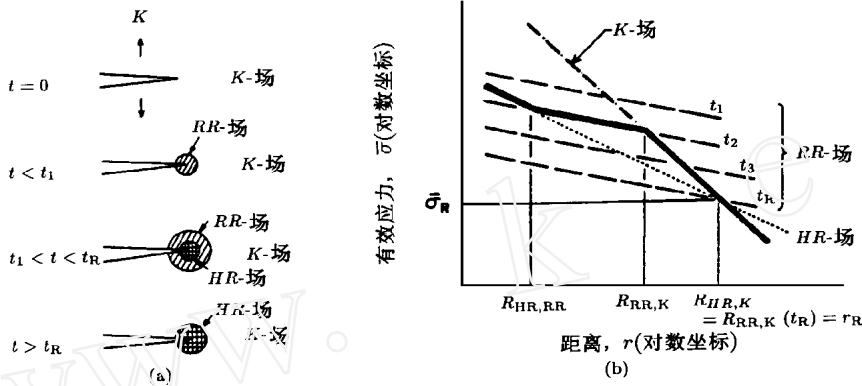 K
t = 0
K-场
RR-场
t < t₁
K-场
RR-场
t₁ < t < t_R
K-场
HR-场
HR-场
t > t_R
K-场
(a)
有效应力, σ̄(对数坐标)
K-场
t₁
t₂
t₃
t_R
RR-场
σ̄_R
HR-场
R_HR,RR
R_RR,K
R_HR,K
= R_RR,K (t_R) = r_R
距离, r(对数坐标)
(b)
www.
k
e